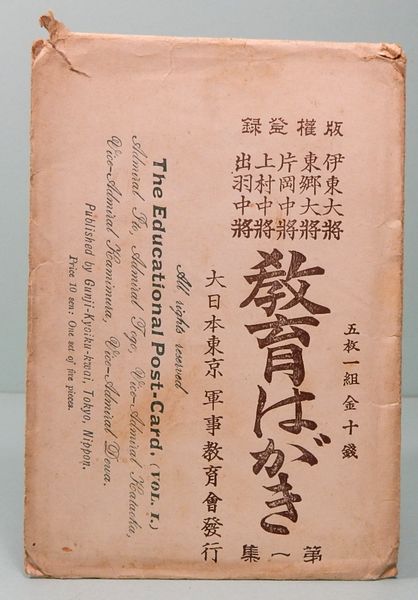 版權登録
伊東大將
東郷大將
片岡中將
上村中將
出羽中將
五枚一組金十錢
教育はがき
第一集
大日本東京 軍事教育會發行
All rights reserved
The Educational Post-Card. (VOL. I.)
Admiral Ito, Admiral Togo, Vice-Admiral Kataoka,
Vice-Admiral Kamimura, Vice-Admiral Dewa.
Published by Gunji-Kyoiku-kwai, Tokyo, Nippon.
Price 10 sen: One set of five pieces.